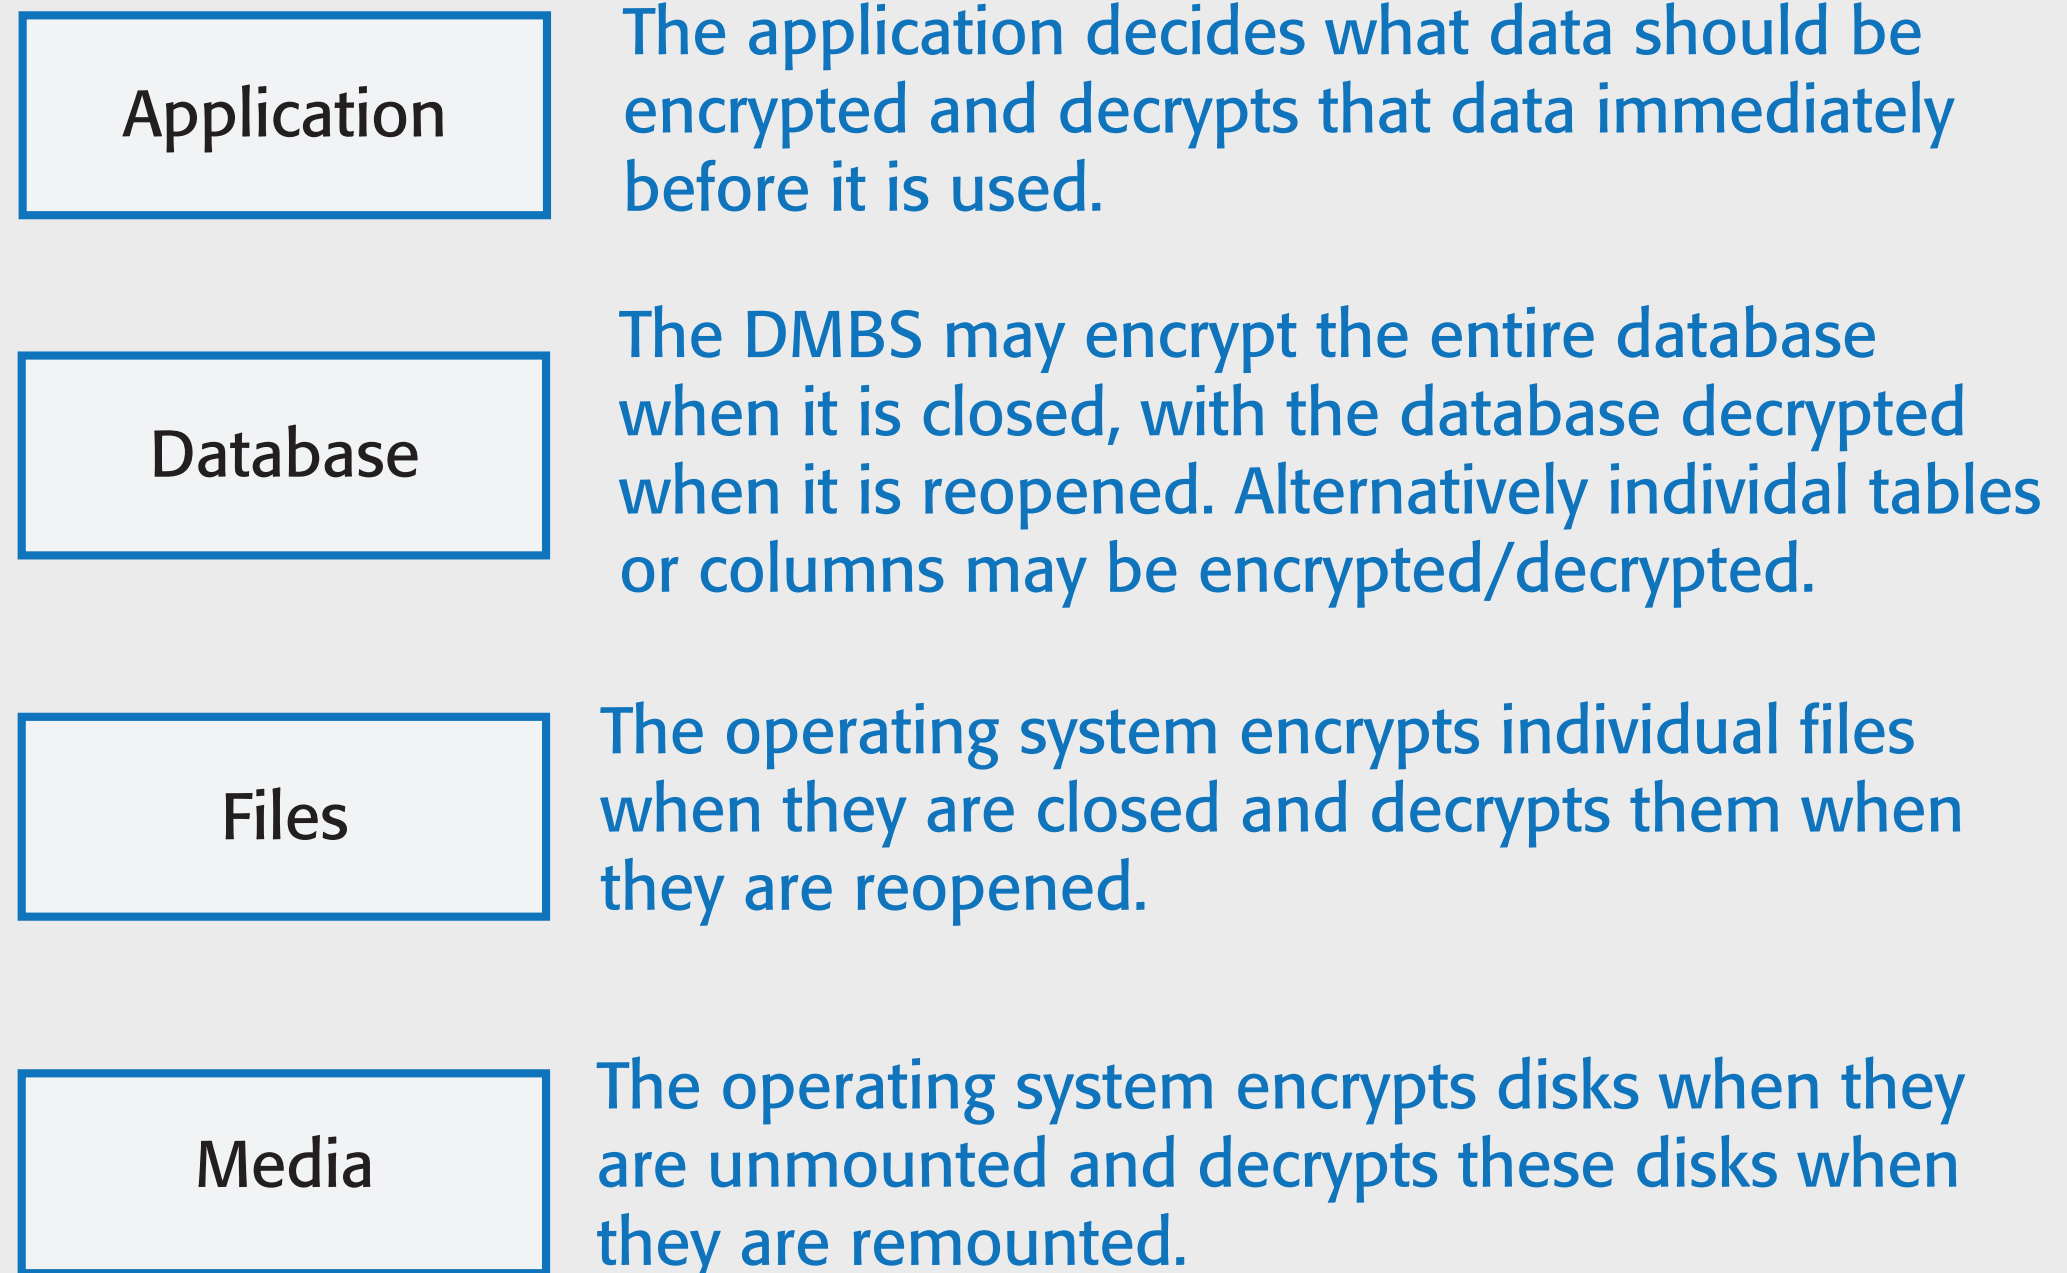 Application
The application decides what data should be
encrypted and decrypts that data immediately
before it is used.
Database
The DMBS may encrypt the entire database
when it is closed, with the database decrypted
when it is reopened. Alternatively individal tables
or columns may be encrypted/decrypted.
Files
The operating system encrypts individual files
when they are closed and decrypts them when
they are reopened.
Media
The operating system encrypts disks when they
are unmounted and decrypts these disks when
they are remounted.